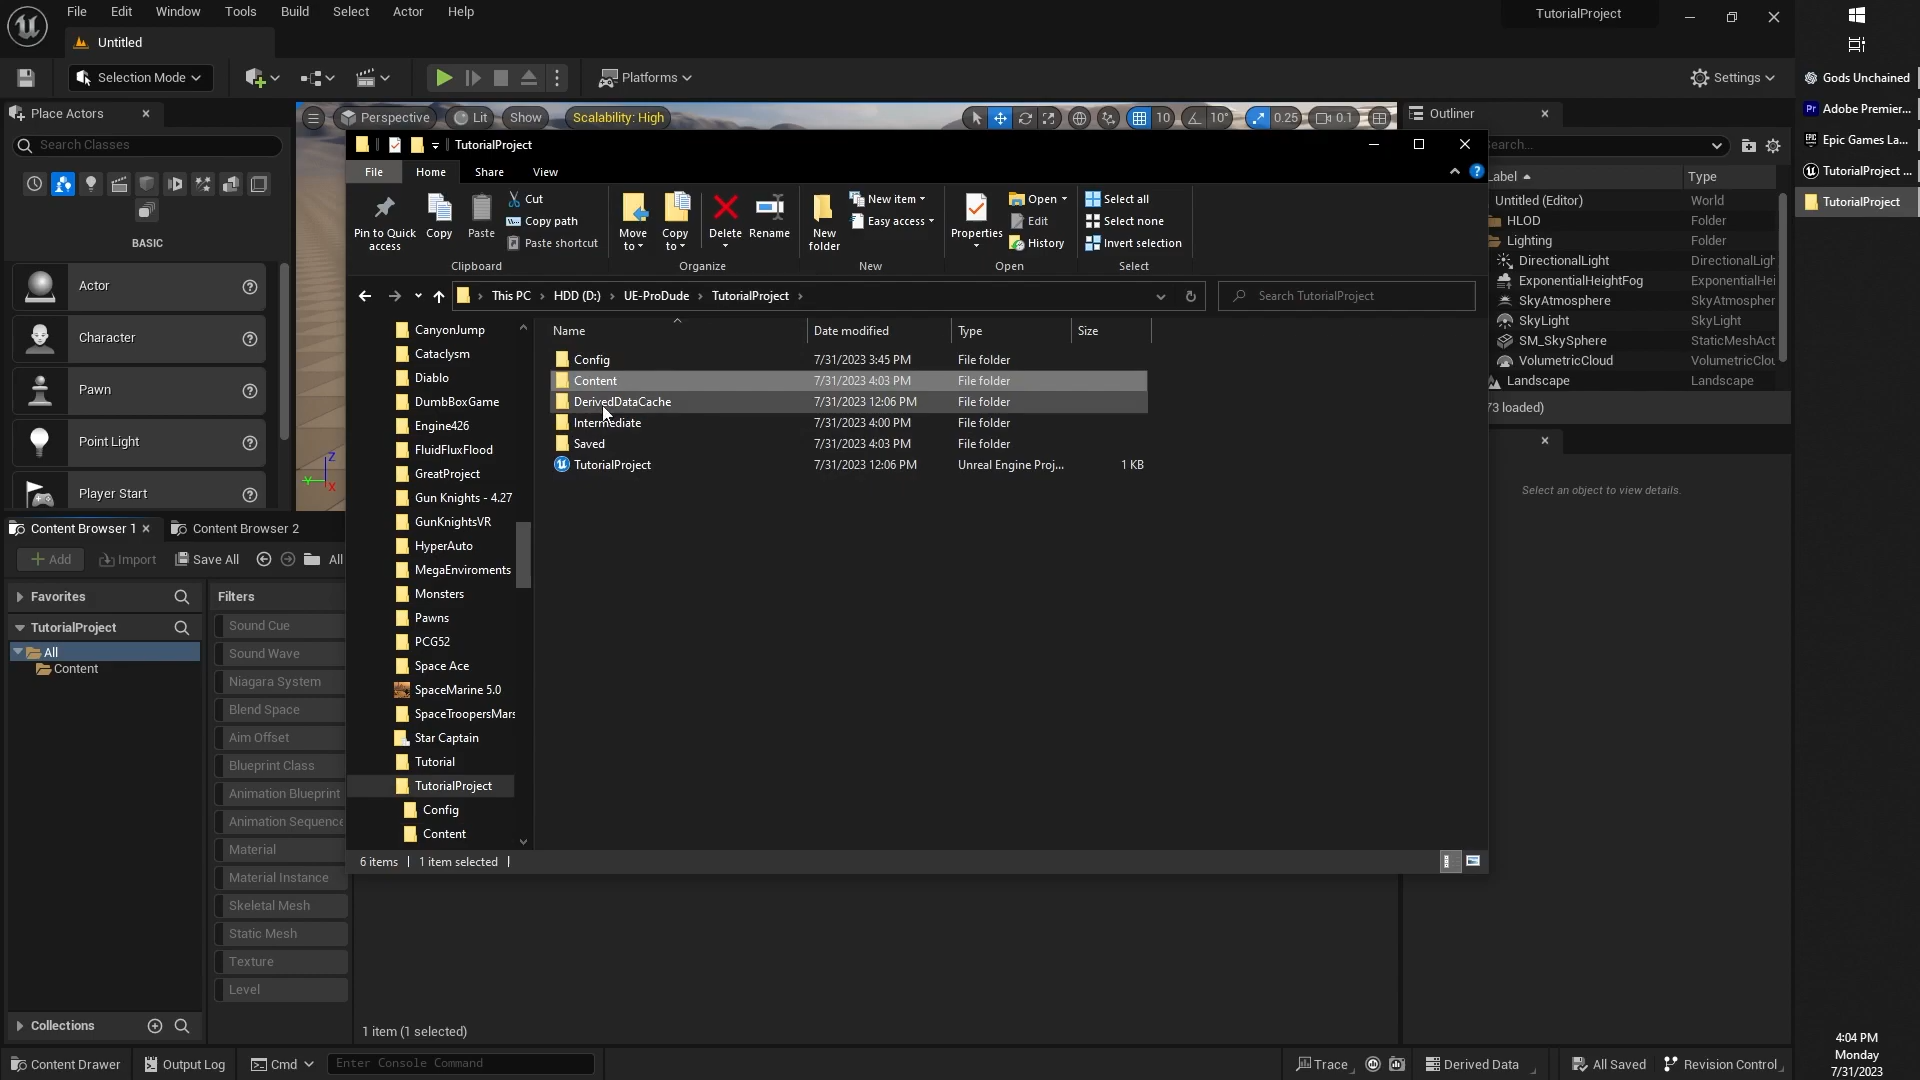 File Edit Window Tools Build Select Actor Help
TutorialProject
Untitled
Selection Mode
Platforms
Settings
Place Actors
Search Classes
BASIC
Actor
Character
Pawn
Point Light
Player Start
Perspective Lit Show Scalability: High
10 10° 0.25 0.1
TutorialProject
File Home Share View
Pin to Quick access
Copy
Paste
Cut
Copy path
Paste shortcut
Clipboard
Move to
Copy to
Delete
Rename
Organize
New folder
New item
Easy access
New
Properties
Open
Edit
History
Open
Select all
Select none
Invert selection
Select
This PC HDD (D:) UE-ProDude TutorialProject
Search TutorialProject
CanyonJump
Cataclysm
Diablo
DumbBoxGame
Engine426
FluidFluxFlood
GreatProject
Gun Knights - 4.27
GunKnightsVR
HyperAuto
MegaEnviroments
Monsters
Pawns
PCG52
Space Ace
SpaceMarine 5.0
SpaceTroopersMars
Star Captain
Tutorial
TutorialProject
Config
Content
Name Date modified Type Size
Config 7/31/2023 3:45 PM File folder
Content 7/31/2023 4:03 PM File folder
DerivedDataCache 7/31/2023 12:06 PM File folder
Intermediate 7/31/2023 4:00 PM File folder
Saved 7/31/2023 4:03 PM File folder
TutorialProject 7/31/2023 12:06 PM Unreal Engine Proj... 1 KB
6 items 1 item selected
Outliner
earch...
abel Type
Untitled (Editor) World
HLOD Folder
Lighting Folder
DirectionalLight DirectionalLigh
ExponentialHeightFog ExponentialHei
SkyAtmosphere SkyAtmospher
SkyLight SkyLight
SM_SkySphere StaticMeshAct
VolumetricCloud VolumetricClou
Landscape Landscape
73 loaded)
Select an object to view details.
Content Browser 1
Content Browser 2
Add Import Save All All
Favorites
TutorialProject
All
Content
Collections
Filters
Sound Cue
Sound Wave
Niagara System
Blend Space
Aim Offset
Blueprint Class
Animation Blueprint
Animation Sequence
Material
Material Instance
Skeletal Mesh
Static Mesh
Texture
Level
1 item (1 selected)
Content Drawer Output Log Cmd Enter Console Command
Trace Derived Data All Saved Revision Control
Gods Unchained
Adobe Premier...
Epic Games La...
TutorialProject ...
TutorialProject
4:04 PM
Monday
7/31/2023